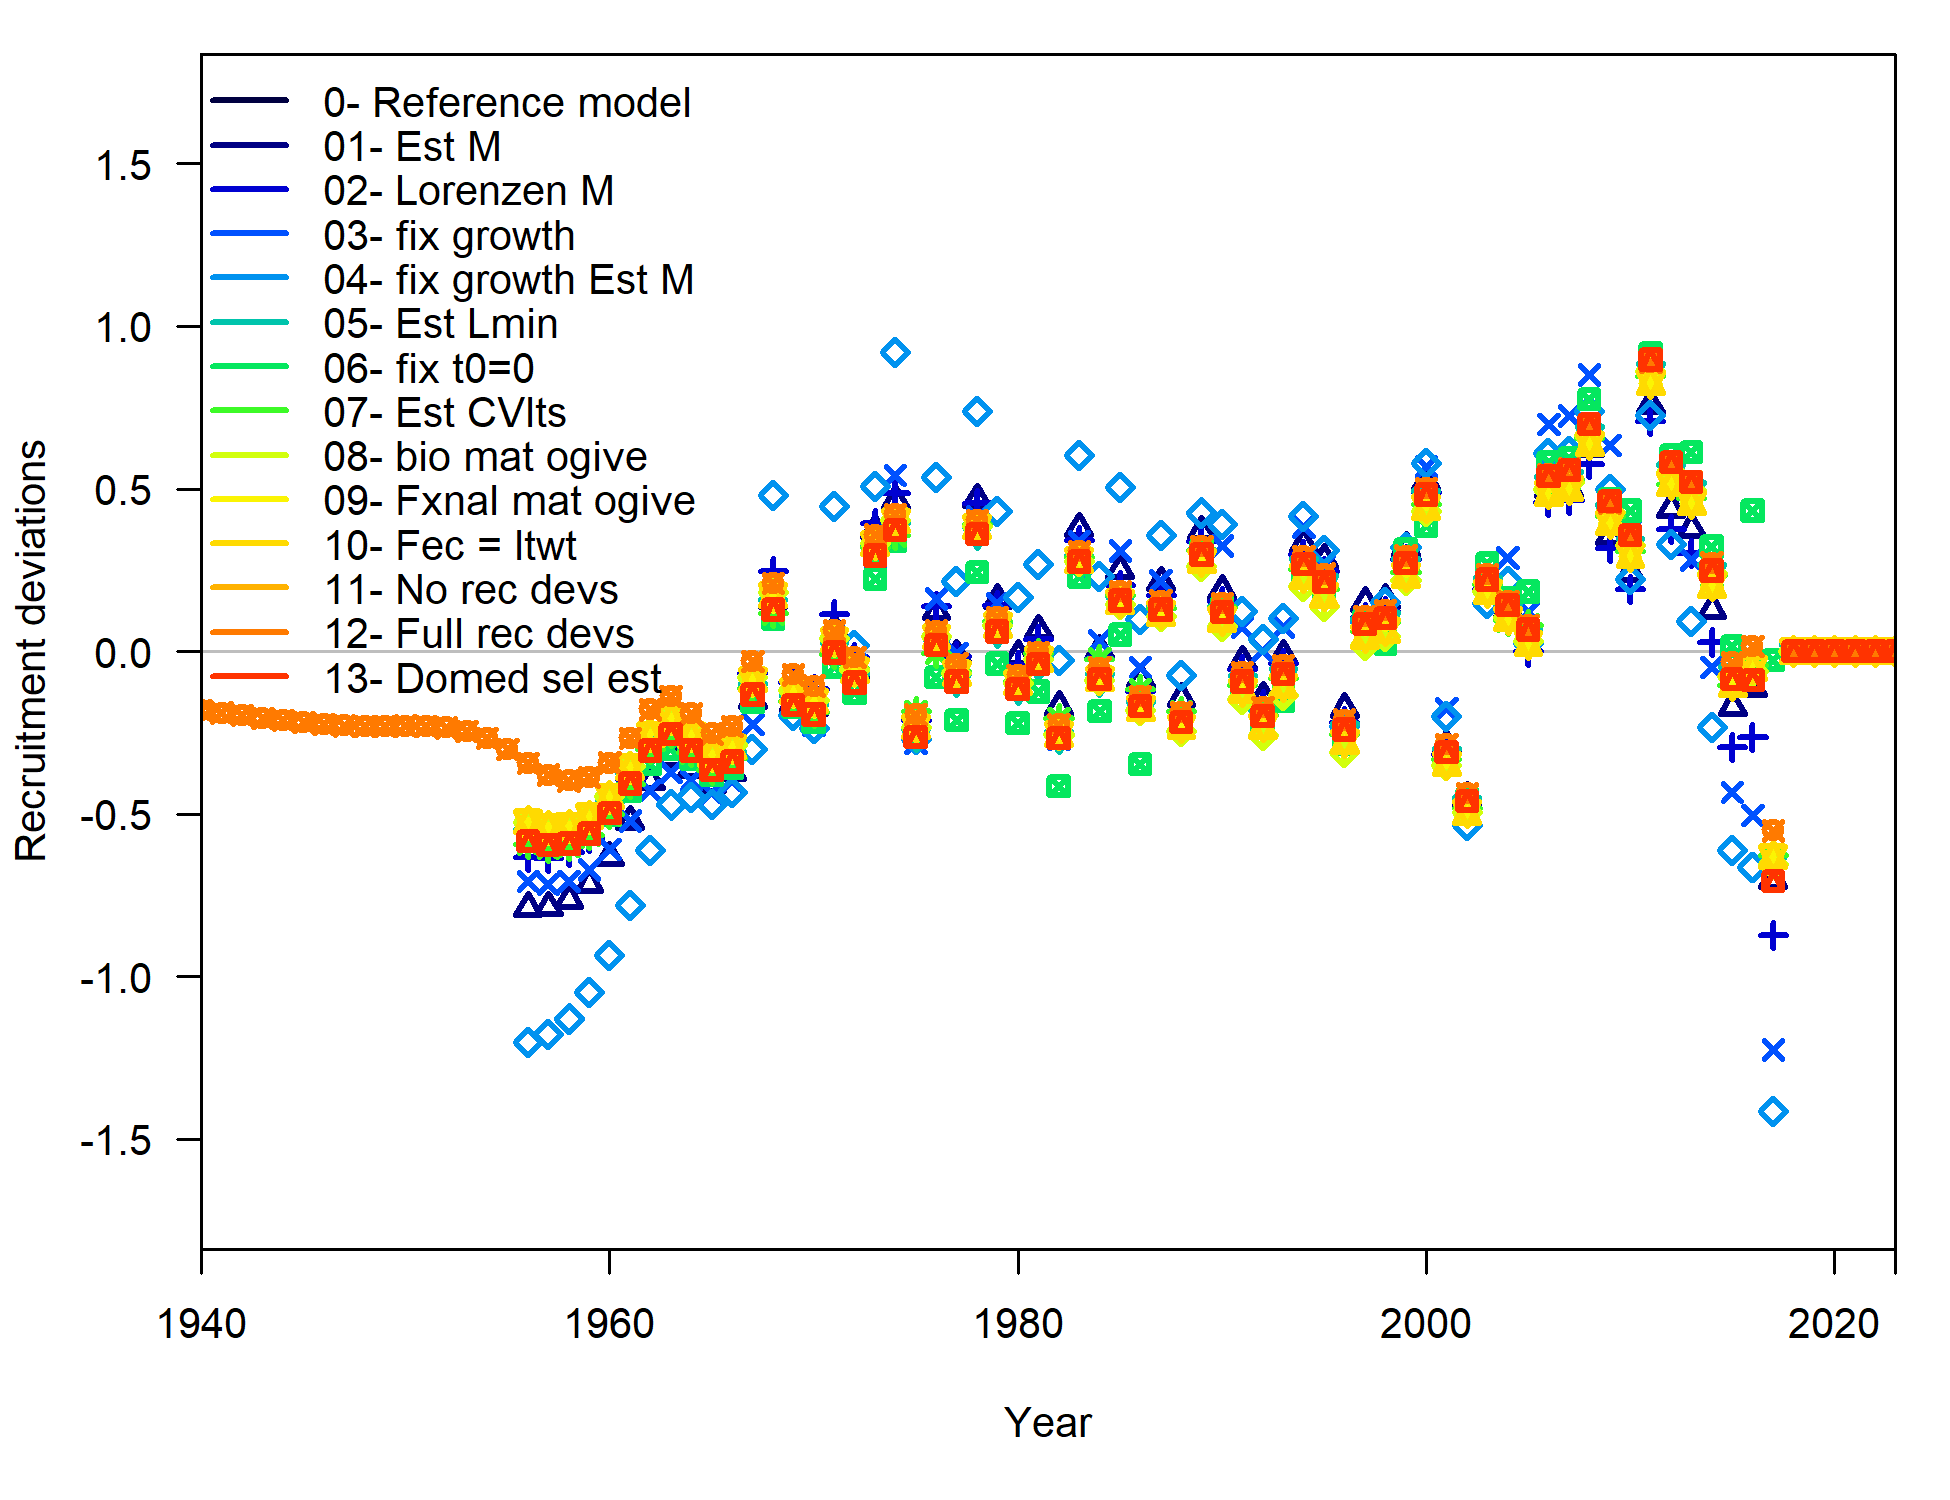 0- Reference model
01- Est M
02- Lorenzen M
03- fix growth
04- fix growth Est M
05- Est Lmin
06- fix t0=0
07- Est CVlts
08- bio mat ogive
09- Fxnal mat ogive
10- Fec = ltwt
11- No rec devs
12- Full rec devs
13- Domed sel est
1.5
1.0
0.5
0.0
-0.5
-1.0
-1.5
Recruitment deviations
1940 1960 1980 2000 2020
Year